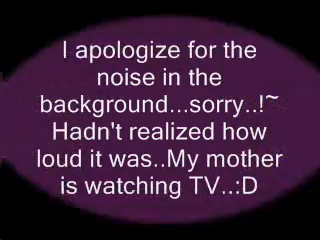 I apologize for the
noise in the
background...sorry..!~
Hadn't realized how
loud it was..My mother
is watching TV..:D